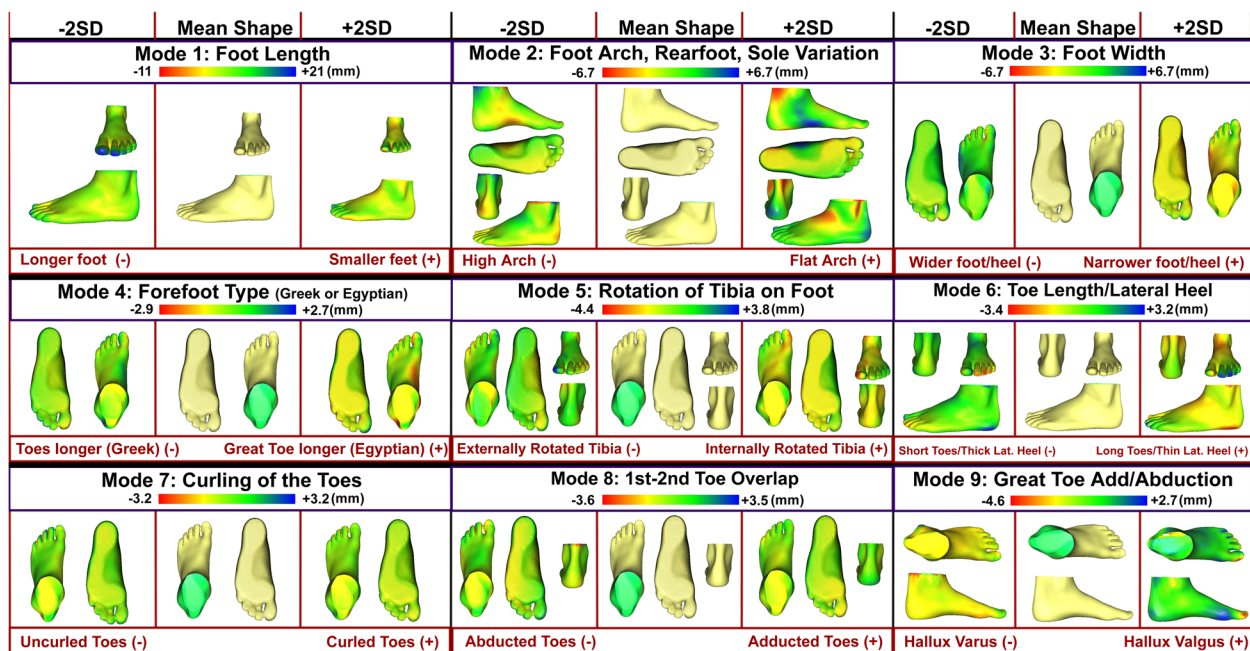 -2SD Mean Shape +2SD -2SD Mean Shape +2SD -2SD Mean Shape +2SD
Mode 1: Foot Length
-11 +21 (mm)
Mode 2: Foot Arch, Rearfoot, Sole Variation
-6.7 +6.7 (mm)
Mode 3: Foot Width
-6.7 +6.7 (mm)
Longer foot (-) Smaller feet (+)
High Arch (-) Flat Arch (+)
Wider foot/heel (-) Narrower foot/heel (+)
Mode 4: Forefoot Type (Greek or Egyptian)
-2.9 +2.7 (mm)
Mode 5: Rotation of Tibia on Foot
-4.4 +3.8 (mm)
Mode 6: Toe Length/Lateral Heel
-3.4 +3.2 (mm)
Toes longer (Greek) (-) Great Toe longer (Egyptian) (+)
Externally Rotated Tibia (-) Internally Rotated Tibia (+)
Short Toes/Thick Lat. Heel (-) Long Toes/Thin Lat. Heel (+)
Mode 7: Curling of the Toes
-3.2 +3.2 (mm)
Mode 8: 1st-2nd Toe Overlap
-3.6 +3.5 (mm)
Mode 9: Great Toe Add/Abduction
-4.6 +2.7 (mm)
Uncurled Toes (-) Curled Toes (+)
Abducted Toes (-) Adducted Toes (+)
Hallux Varus (-) Hallux Valgus (+)